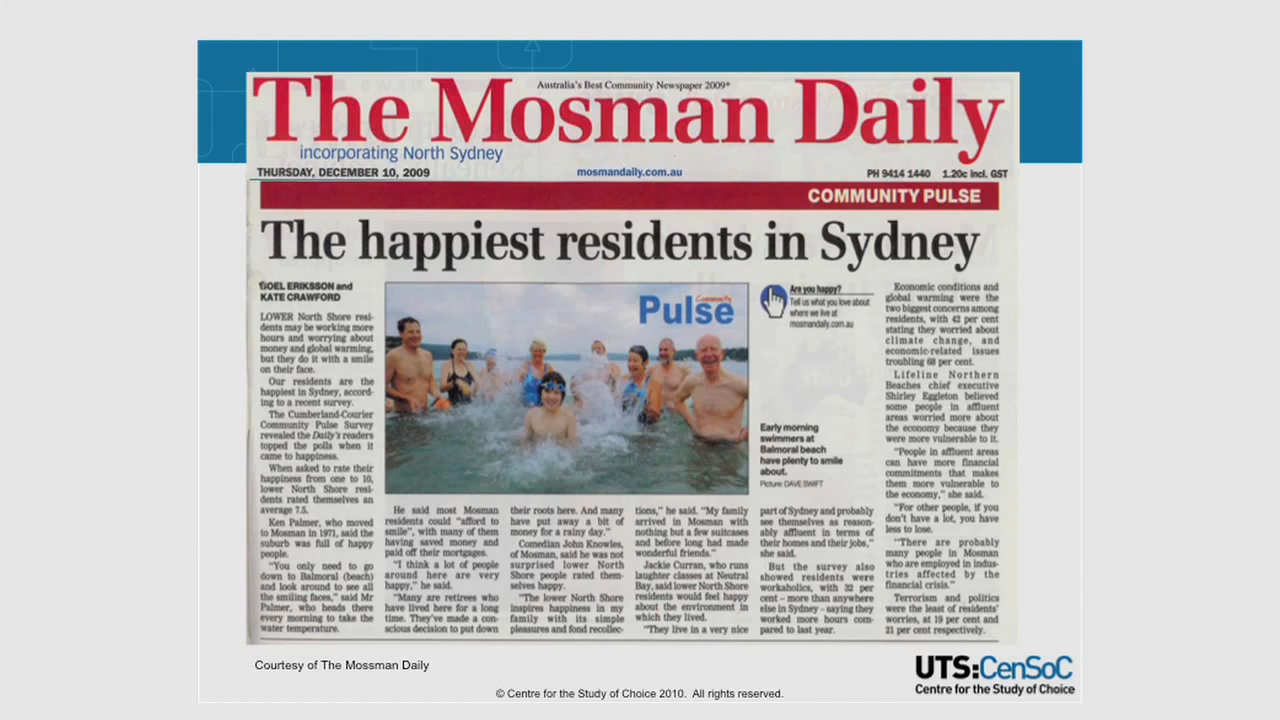 Australia's Best Community Newspaper 2009*
The Mosman Daily
incorporating North Sydney
THURSDAY, DECEMBER 10, 2009
mosmandaily.com.au
PH 9414 1440 1.20c incl. GST
COMMUNITY PULSE
The happiest residents in Sydney
GOEL ERIKSSON and
KATE CRAWFORD
LOWER North Shore resi-
dents may be working more
hours and worrying about
money and global warming,
but they do it with a smile
on their face.
Our residents are the
happiest in Sydney, accord-
ing to a recent survey.
The Cumberland-Courier
Community Pulse Survey
revealed the Daily's readers
topped the polls when it
came to happiness.
When asked to rate their
happiness from one to 10,
lower North Shore resi-
dents rated themselves an
average 7.5.
Ken Palmer, who moved
to Mosman in 1971, said the
suburb was full of happy
people.
"You only need to go
down to Balmoral (beach)
and look around to see all
the smiling faces," said Mr
Palmer, who heads there
every morning to take the
water temperature.
Community
Pulse
He said most Mosman
residents could "afford to
smile", with many of them
having saved money and
paid off their mortgages.
"I think a lot of people
around here are very
happy," he said.
"Many are retirees who
have lived here for a long
time. They've made a con-
scious decision to put down
their roots here. And many
have put away a bit of
money for a rainy day."
Comedian John Knowles,
of Mosman, said he was not
surprised lower North
Shore people rated them-
selves happy.
"The lower North Shore
inspires happiness in my
family with its simple
pleasures and fond recollec-
tions," he said. "My family
arrived in Mosman with
nothing but a few suitcases
and before long had made
wonderful friends."
Jackie Curran, who runs
laughter classes at Neutral
Bay, said lower North Shore
residents would feel happy
about the environment in
which they lived.
"They live in a very nice
Are you happy?
Tell us what you love about
where we live at
mosmandaily.com.au
Early morning
swimmers at
Balmoral beach
have plenty to smile
about.
Picture: DAVE SWIFT
part of Sydney and probably
see themselves as reason-
ably affluent in terms of
their homes and their jobs,"
she said.
But the survey also
showed residents were
workaholics, with 32 per
cent – more than anywhere
else in Sydney – saying they
worked more hours com-
pared to last year.
Economic conditions and
global warming were the
two biggest concerns among
residents, with 42 per cent
stating they worried about
climate change, and
economic-related issues
troubling 68 per cent.
Lifeline Northern
Beaches chief executive
Shirley Eggleton believed
some people in affluent
areas worried more about
the economy because they
were more vulnerable to it.
"People in affluent areas
can have more financial
commitments that makes
them more vulnerable to
the economy," she said.
"For other people, if you
don't have a lot, you have
less to lose.
"There are probably
many people in Mosman
who are employed in indus-
tries affected by the
financial crisis."
Terrorism and politics
were the least of residents'
worries, at 19 per cent and
21 per cent respectively.
Courtesy of The Mossman Daily
UTS:CenSoC
Centre for the Study of Choice
© Centre for the Study of Choice 2010. All rights reserved.